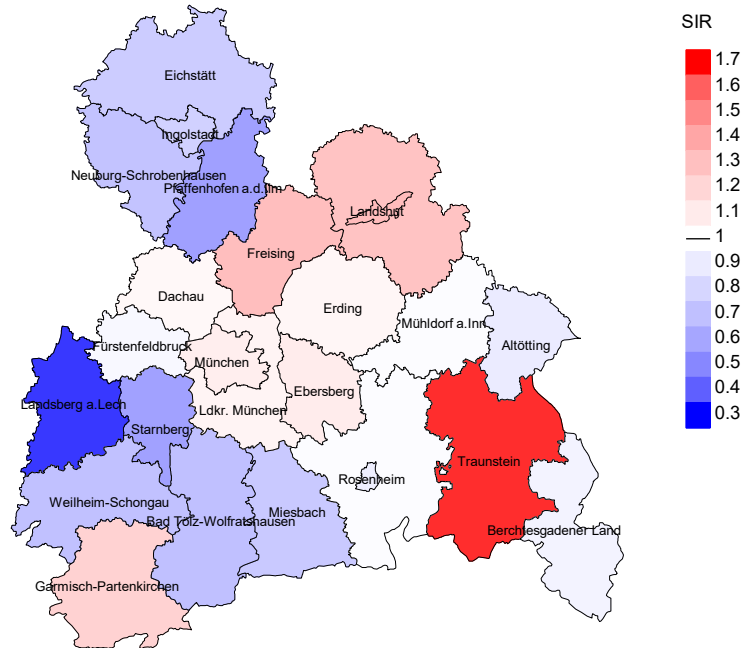 SIR
1.7
1.6
1.5
1.4
1.3
1.2
1.1
1
0.9
0.8
0.7
0.6
0.5
0.4
0.3
Eichstätt
Ingolstadt
Neuburg-Schrobenhausen
Pfaffenhofen a.d.Ilm
Landshut
Freising
Dachau
Erding
Mühldorf a.Inn
Fürstenfeldbruck
Altötting
München
Ebersberg
Landsberg a.Lech
Ldkr. München
Starnberg
Traunstein
Rosenheim
Weilheim-Schongau
Miesbach
Bad Tölz-Wolfratshausen
Berchtesgadener Land
Garmisch-Partenkirchen